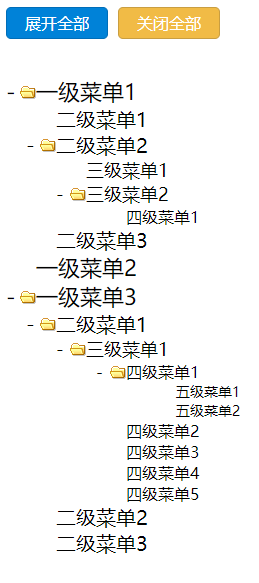 展开全部 关闭全部
- 一级菜单1
二级菜单1
- 二级菜单2
三级菜单1
- 三级菜单2
四级菜单1
二级菜单3
一级菜单2
- 一级菜单3
- 二级菜单1
- 三级菜单1
- 四级菜单1
五级菜单1
五级菜单2
四级菜单2
四级菜单3
四级菜单4
四级菜单5
二级菜单2
二级菜单3